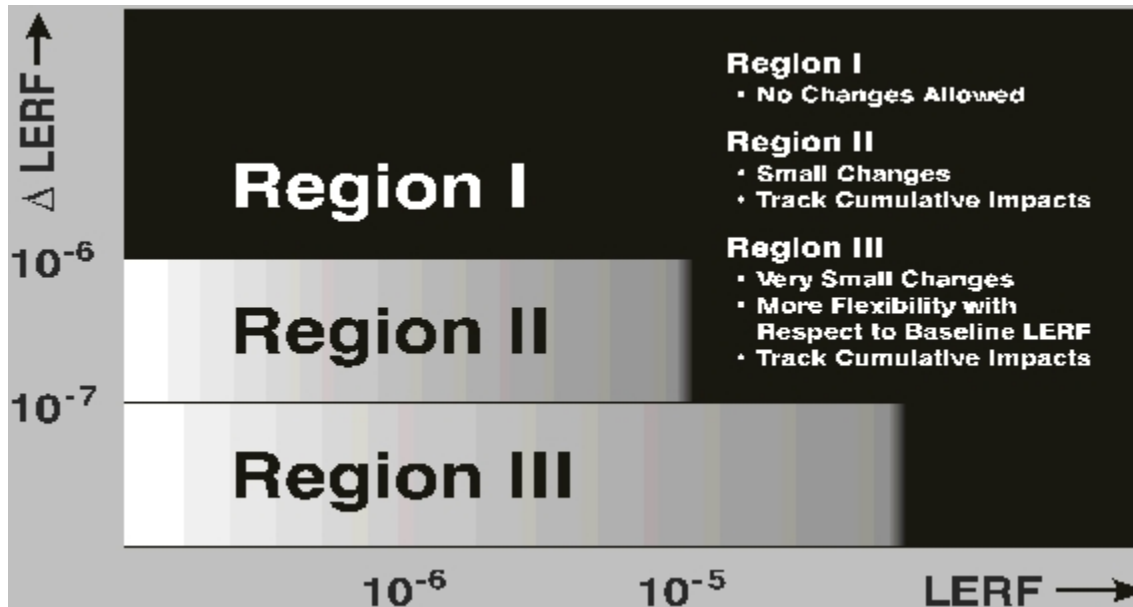 Δ LERF →
Region I
• No Changes Allowed
Region II
• Small Changes
• Track Cumulative Impacts
Region III
• Very Small Changes
• More Flexibility with
Respect to Baseline LERF
• Track Cumulative Impacts
Region I
10⁻⁶
Region II
10⁻⁷
Region III
10⁻⁶
10⁻⁵
LERF →